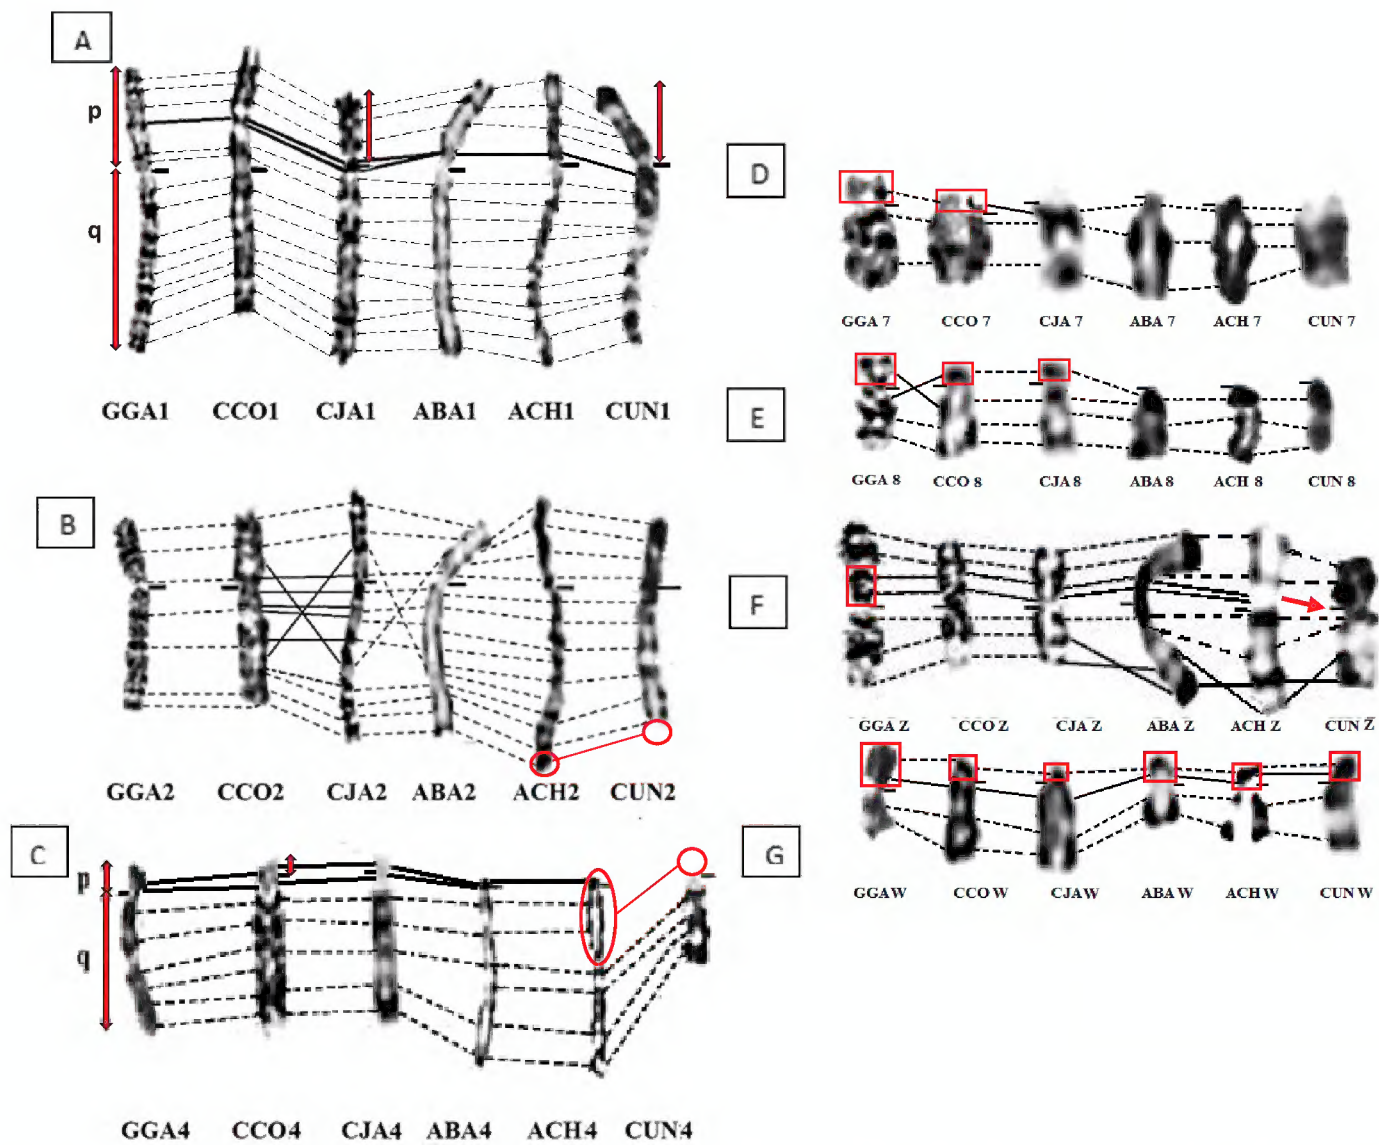 A
p
q
GGA1 CCO1 CJA1 ABA1 ACH1 CUN1
B
GGA2 CCO2 CJA2 ABA2 ACH2 CUN2
C
p
q
GGA4 CCO4 CJA4 ABA4 ACH4 CUN4
D
GGA 7 CCO 7 CJA 7 ABA 7 ACH 7 CUN 7
E
GGA 8 CCO 8 CJA 8 ABA 8 ACH 8 CUN 8
F
GGA Z CCO Z CJA Z ABA Z ACH Z CUN Z
G
GGA W CCO W CJA W ABA W ACH W CUN W